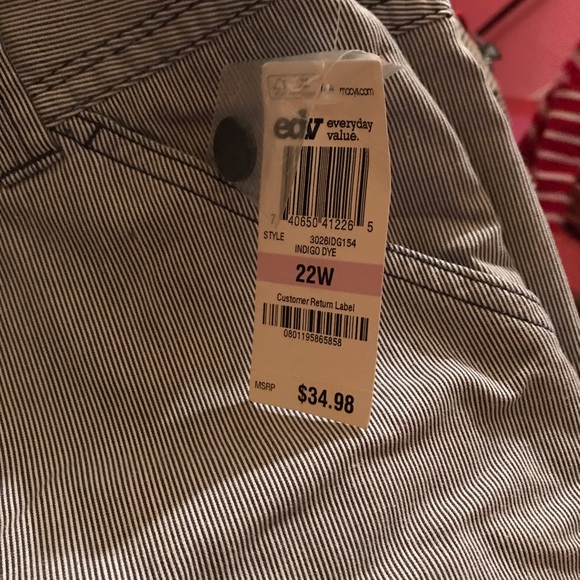 macys.com
edv everyday
value.
7 40650 41226 5
STYLE 3026IDG154
INDIGO DYE
22W
Customer Return Label
0801195865858
MSRP $34.98